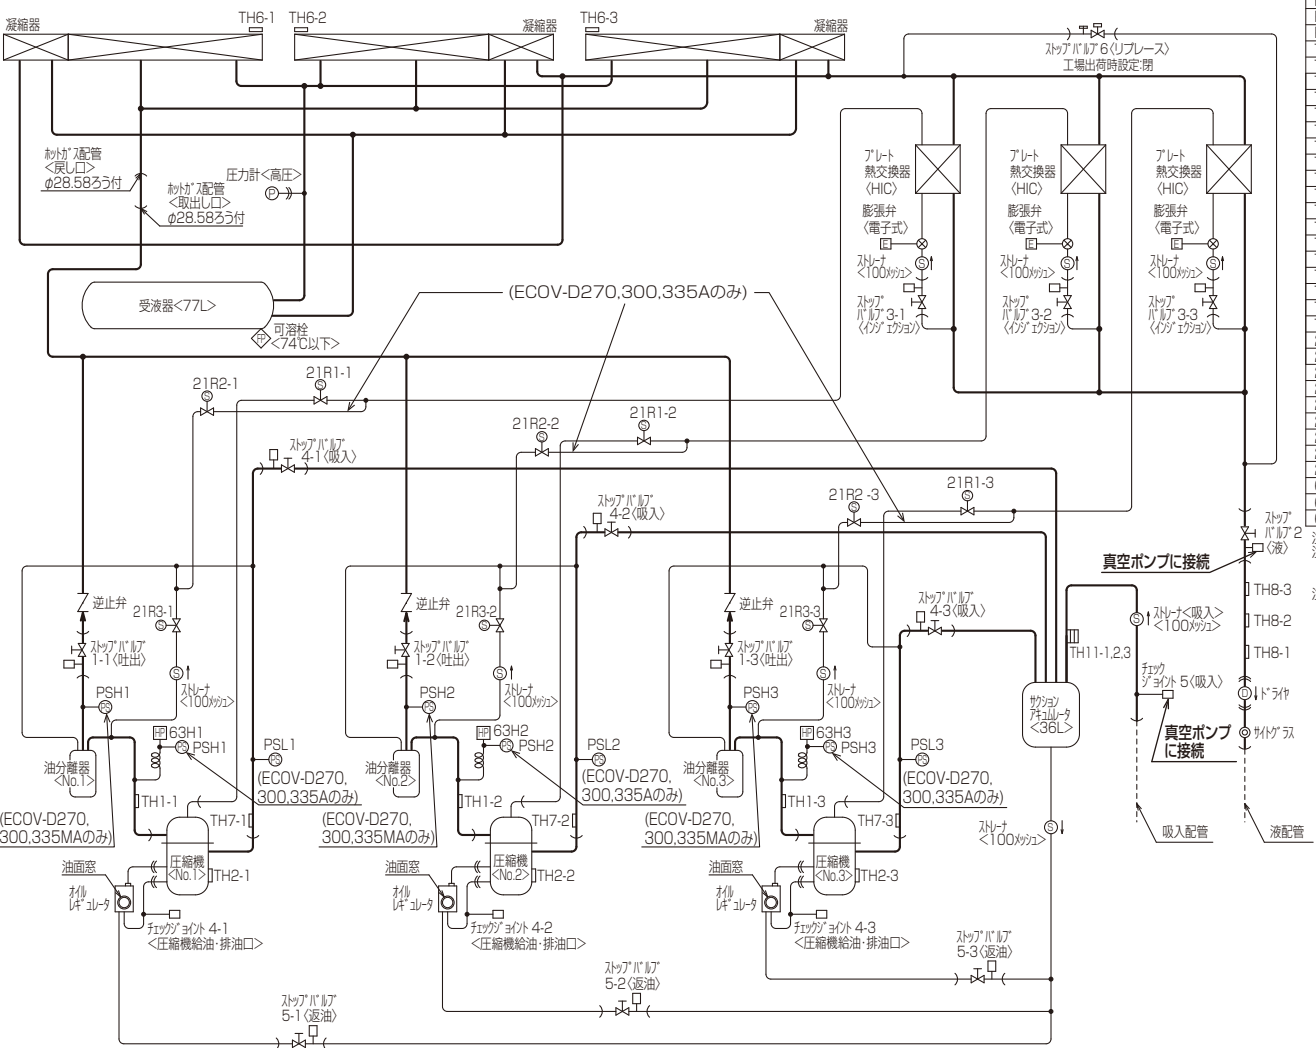 凝縮器
TH6-1
TH6-2
凝縮器
TH6-3
凝縮器
ストップバルブ6〈リプレース〉
工場出荷時設定:閉
ホットガス配管
<戻し口>
φ28.58ろう付
圧力計<高圧>
P
ホットガス配管
<取出し口>
φ28.58ろう付
プレート
熱交換器
〈HIC〉
プレート
熱交換器
〈HIC〉
プレート
熱交換器
〈HIC〉
膨張弁
〈電子式〉
膨張弁
〈電子式〉
膨張弁
〈電子式〉
E
E
E
ストレーナ
<100メッシュ>
S
ストレーナ
<100メッシュ>
S
ストレーナ
<100メッシュ>
S
受液器<77L>
FP
可溶栓
<74℃以下>
(ECOV-D270,300,335Aのみ)
ストップ
バルブ3-1
〈インジェクション〉
ストップ
バルブ3-2
〈インジェクション〉
ストップ
バルブ3-3
〈インジェクション〉
21R2-1
S
21R1-1
S
21R2-2
S
21R1-2
S
21R2-3
S
21R1-3
S
ストップバルブ
4-1〈吸入〉
ストップバルブ
4-2〈吸入〉
ストップバルブ
4-3〈吸入〉
ストップ
バルブ2
〈液〉
真空ポンプに接続
逆止弁
21R3-1
S
逆止弁
21R3-2
S
逆止弁
21R3-3
S
TH8-3
TH8-2
TH8-1
ストレーナ<吸入>
<100メッシュ>
S
TH11-1,2,3
チェック
ジョイント5〈吸入〉
真空ポンプ
に接続
D
ドライヤ
サイトグラス
ストップバルブ
1-1〈吐出〉
ストップバルブ
1-2〈吐出〉
ストップバルブ
1-3〈吐出〉
S
ストレーナ
<100メッシュ>
S
ストレーナ
<100メッシュ>
S
ストレーナ
<100メッシュ>
サクション
アキュムレータ
<36L>
PSH1
PS
PSH2
PS
PSH3
PS
HP
63H1
PS
PSH1
HP
63H2
PS
PSH2
HP
63H3
PS
PSH3
PSL1
PS
PSL2
PS
PSL3
PS
油分離器
<No.1>
油分離器
<No.2>
油分離器
<No.3>
(ECOV-D270,
300,335Aのみ)
(ECOV-D270,
300,335Aのみ)
(ECOV-D270,
300,335Aのみ)
(ECOV-D270,
300,335MAのみ)
(ECOV-D270,
300,335MAのみ)
(ECOV-D270,
300,335MAのみ)
TH1-1
TH1-2
TH1-3
TH7-1
TH7-2
TH7-3
ストレーナ
<100メッシュ>
S
吸入配管
液配管
油面窓
圧縮機
<No.1>
TH2-1
油面窓
圧縮機
<No.2>
TH2-2
油面窓
圧縮機
<No.3>
TH2-3
オイル
レギュレータ
オイル
レギュレータ
オイル
レギュレータ
チェックジョイント 4-1
<圧縮機給油・排油口>
チェックジョイント 4-2
<圧縮機給油・排油口>
チェックジョイント 4-3
<圧縮機給油・排油口>
ストップバルブ
5-3〈返油〉
ストップバルブ
5-2〈返油〉
ストップバルブ
5-1〈返油〉